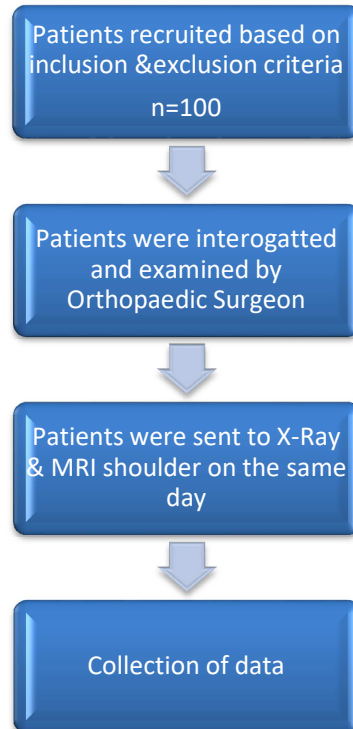 Patients recruited based on
inclusion &exclusion criteria
n=100
Patients were interogatted
and examined by
Orthopaedic Surgeon
Patients were sent to X-Ray
& MRI shoulder on the same
day
Collection of data